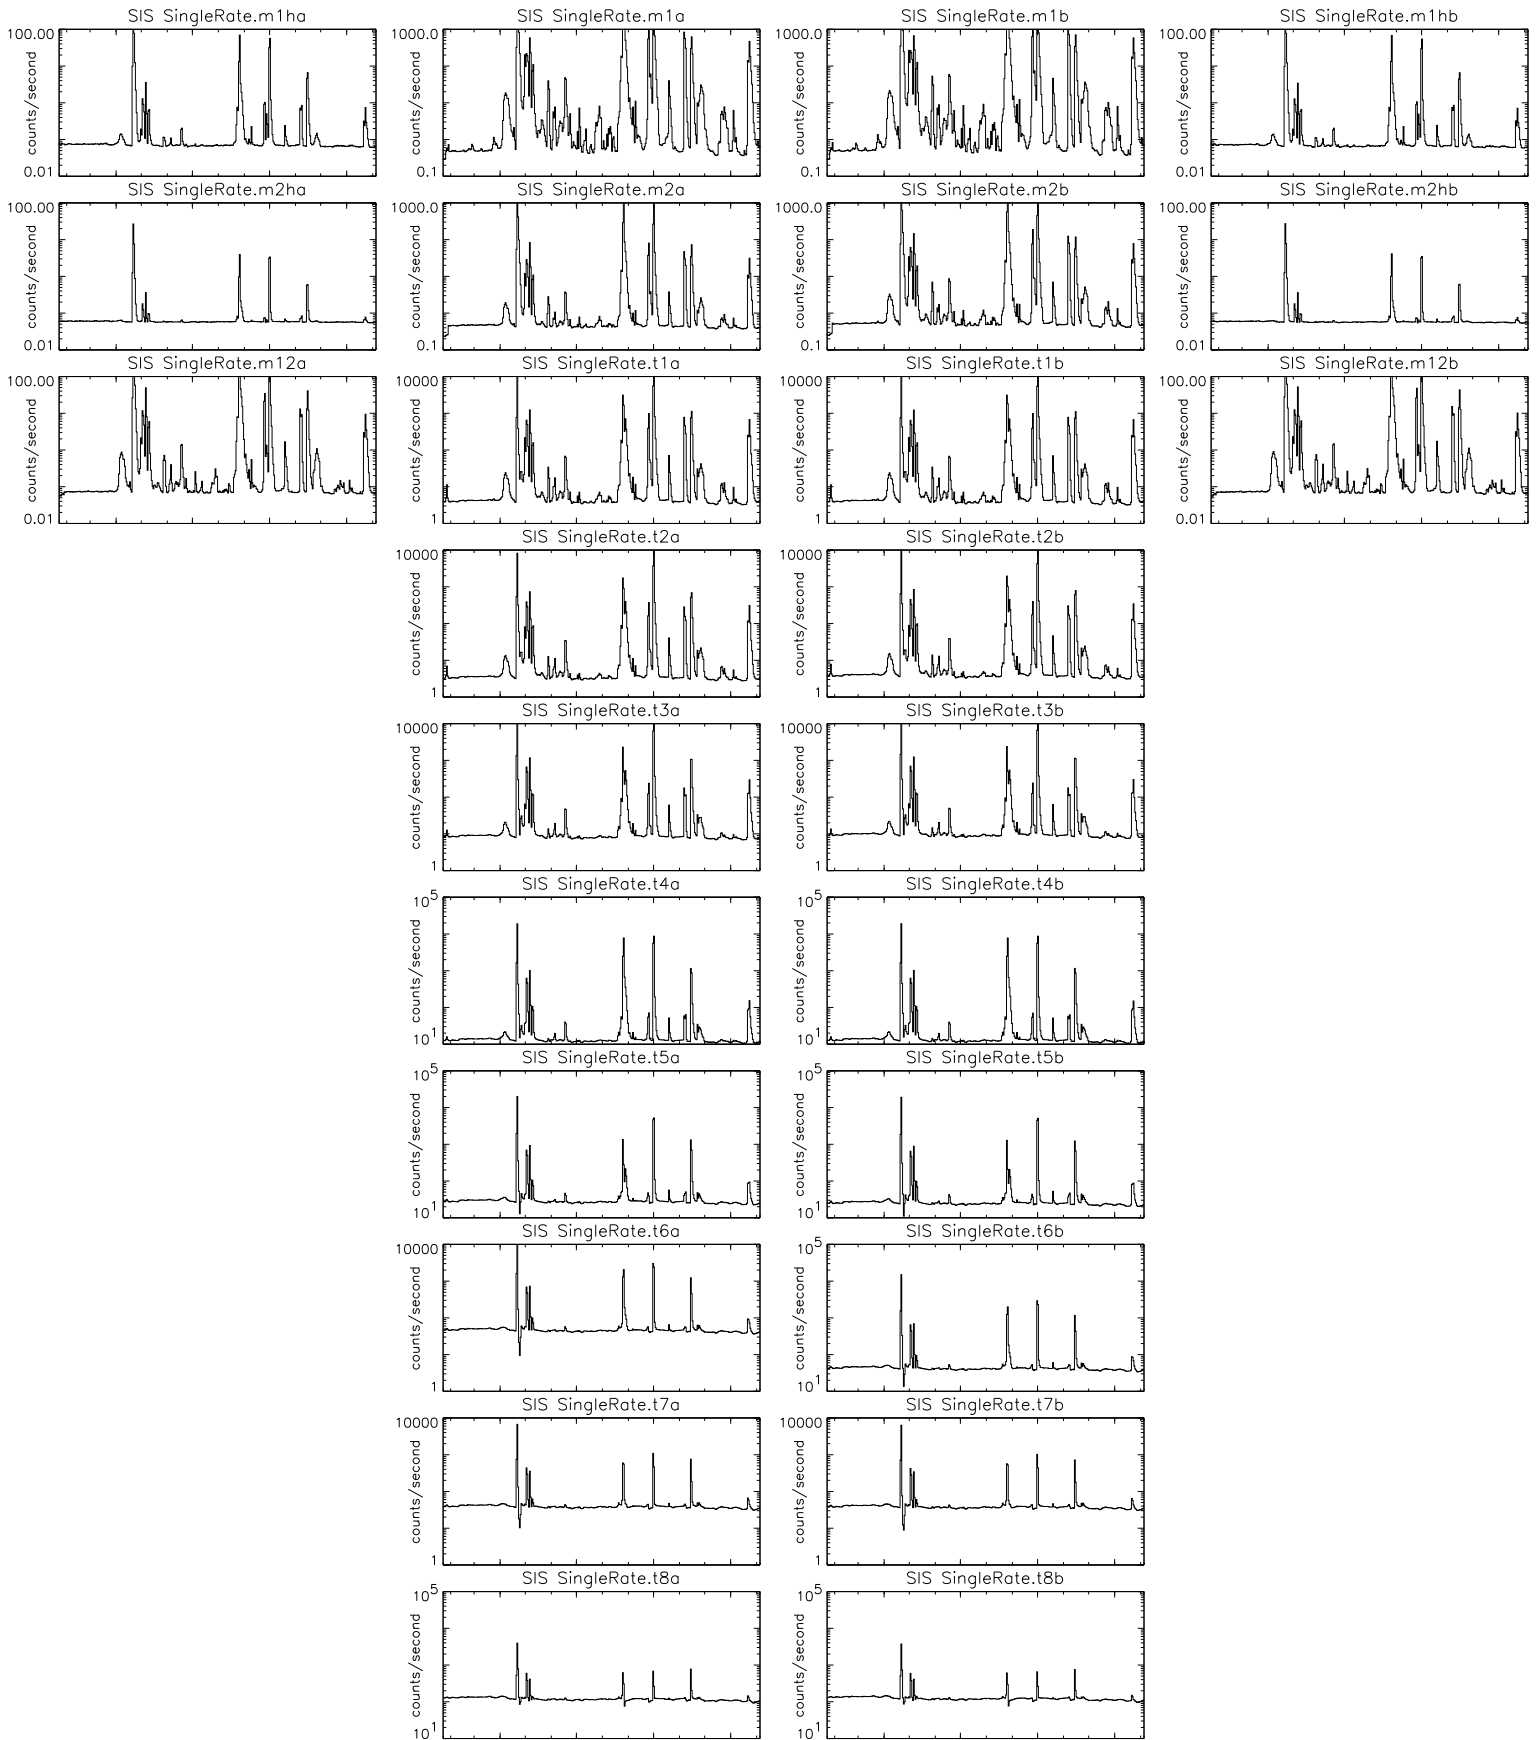 SIS SingleRate.m1ha
SIS SingleRate.m1a
SIS SingleRate.m1b
SIS SingleRate.m1hb
100.00
counts/second
0.01
1000.0
counts/second
0.1
1000.0
counts/second
0.1
100.00
counts/second
0.01
SIS SingleRate.m2ha
SIS SingleRate.m2a
SIS SingleRate.m2b
SIS SingleRate.m2hb
100.00
counts/second
0.01
1000.0
counts/second
0.1
1000.0
counts/second
0.1
100.00
counts/second
0.01
SIS SingleRate.m12a
SIS SingleRate.t1a
SIS SingleRate.t1b
SIS SingleRate.m12b
100.00
counts/second
0.01
10000
counts/second
1
10000
counts/second
1
100.00
counts/second
0.01
SIS SingleRate.t2a
SIS SingleRate.t2b
10000
counts/second
1
10000
counts/second
1
SIS SingleRate.t3a
SIS SingleRate.t3b
10000
counts/second
1
10000
counts/second
1
SIS SingleRate.t4a
SIS SingleRate.t4b
10^5
counts/second
10^1
10^5
counts/second
10^1
SIS SingleRate.t5a
SIS SingleRate.t5b
10^5
counts/second
10^1
10^5
counts/second
10^1
SIS SingleRate.t6a
SIS SingleRate.t6b
10000
counts/second
1
10^5
counts/second
10^1
SIS SingleRate.t7a
SIS SingleRate.t7b
10000
counts/second
1
10000
counts/second
1
SIS SingleRate.t8a
SIS SingleRate.t8b
10^5
counts/second
10^1
10^5
counts/second
10^1